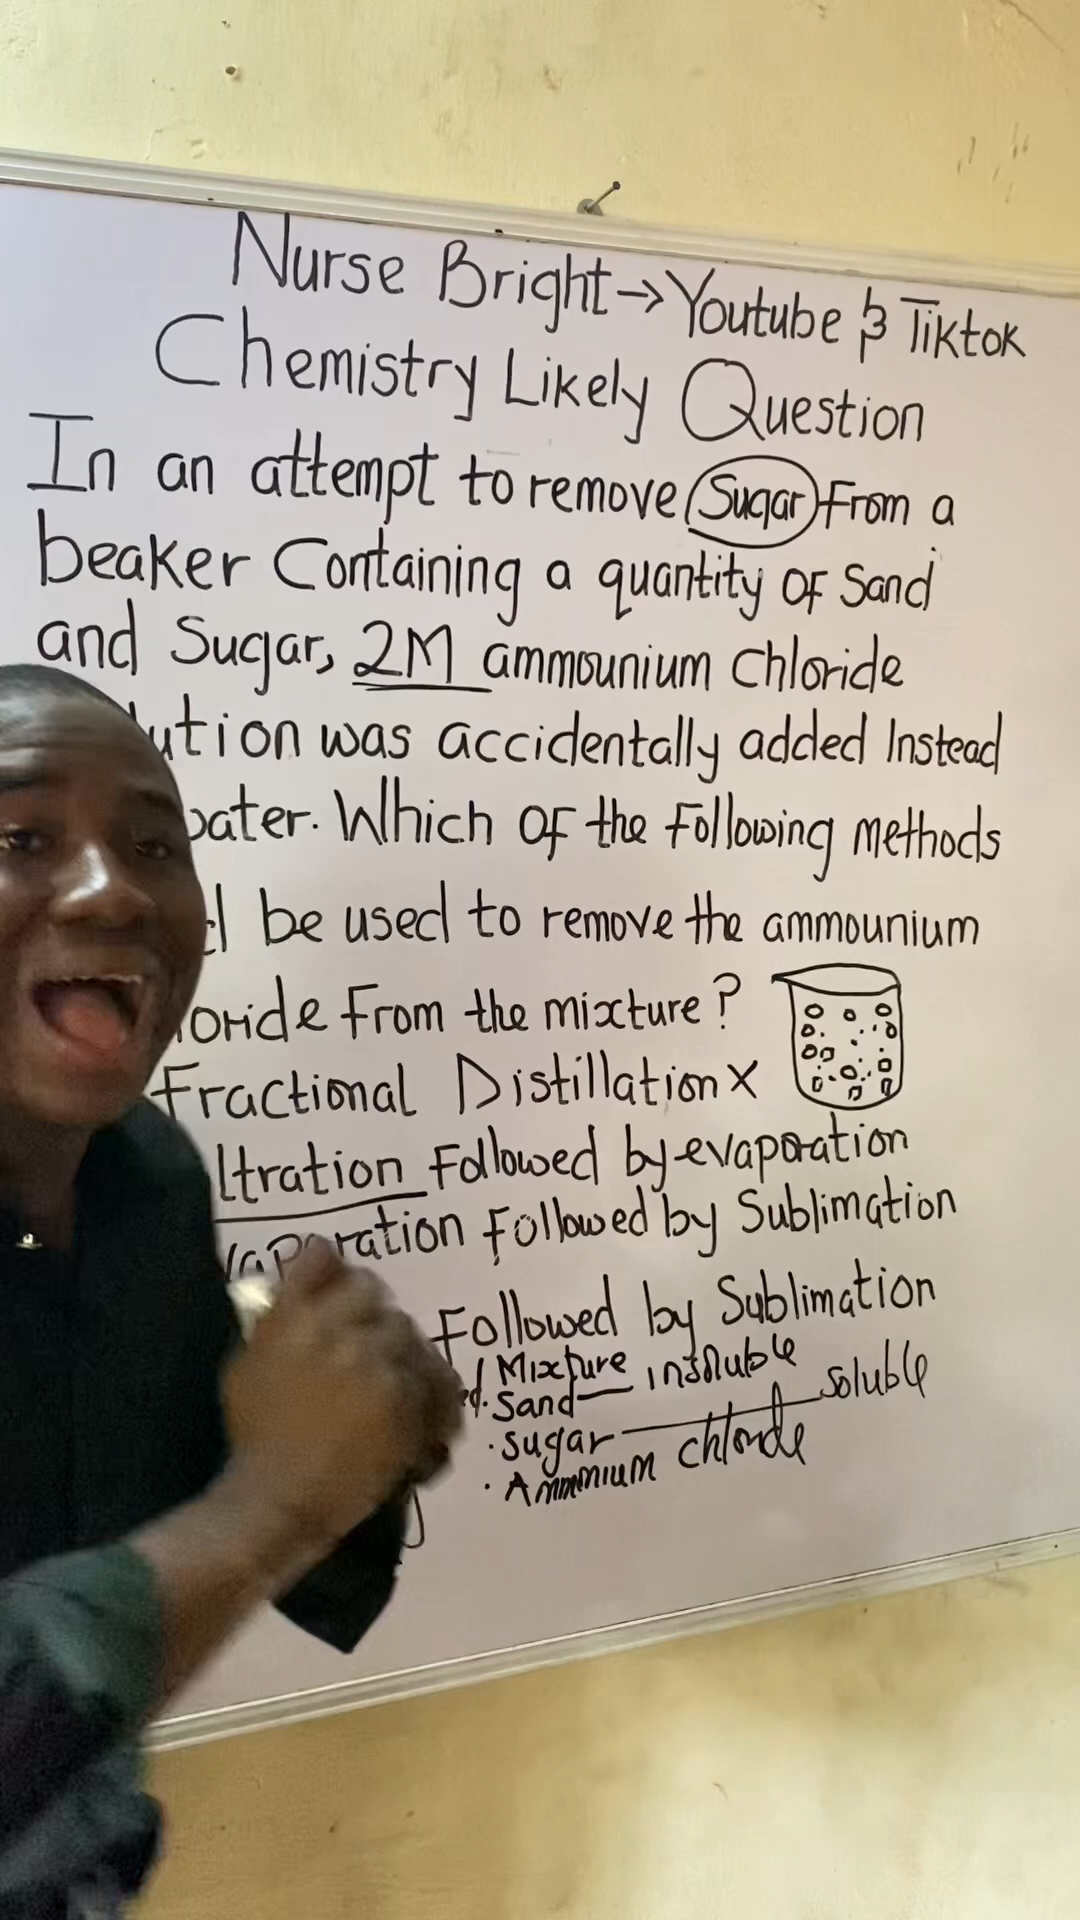 Nurse Bright → Youtube & Tiktok
Chemistry Likely Question
In an attempt to remove Sugar From a
beaker Containing a quantity of Sand
and Sugar, 2M ammounium Chloride
ution was accidentally added Instead
ater. Which of the Following methods
be used to remove the ammounium
oride From the mixture?
Fractional Distillation X
ltration Followed by evaporation
ration Followed by Sublimation
Followed by Sublimation
Mixture
Sand — insoluble
· Sugar — soluble
· Ammonium chloride